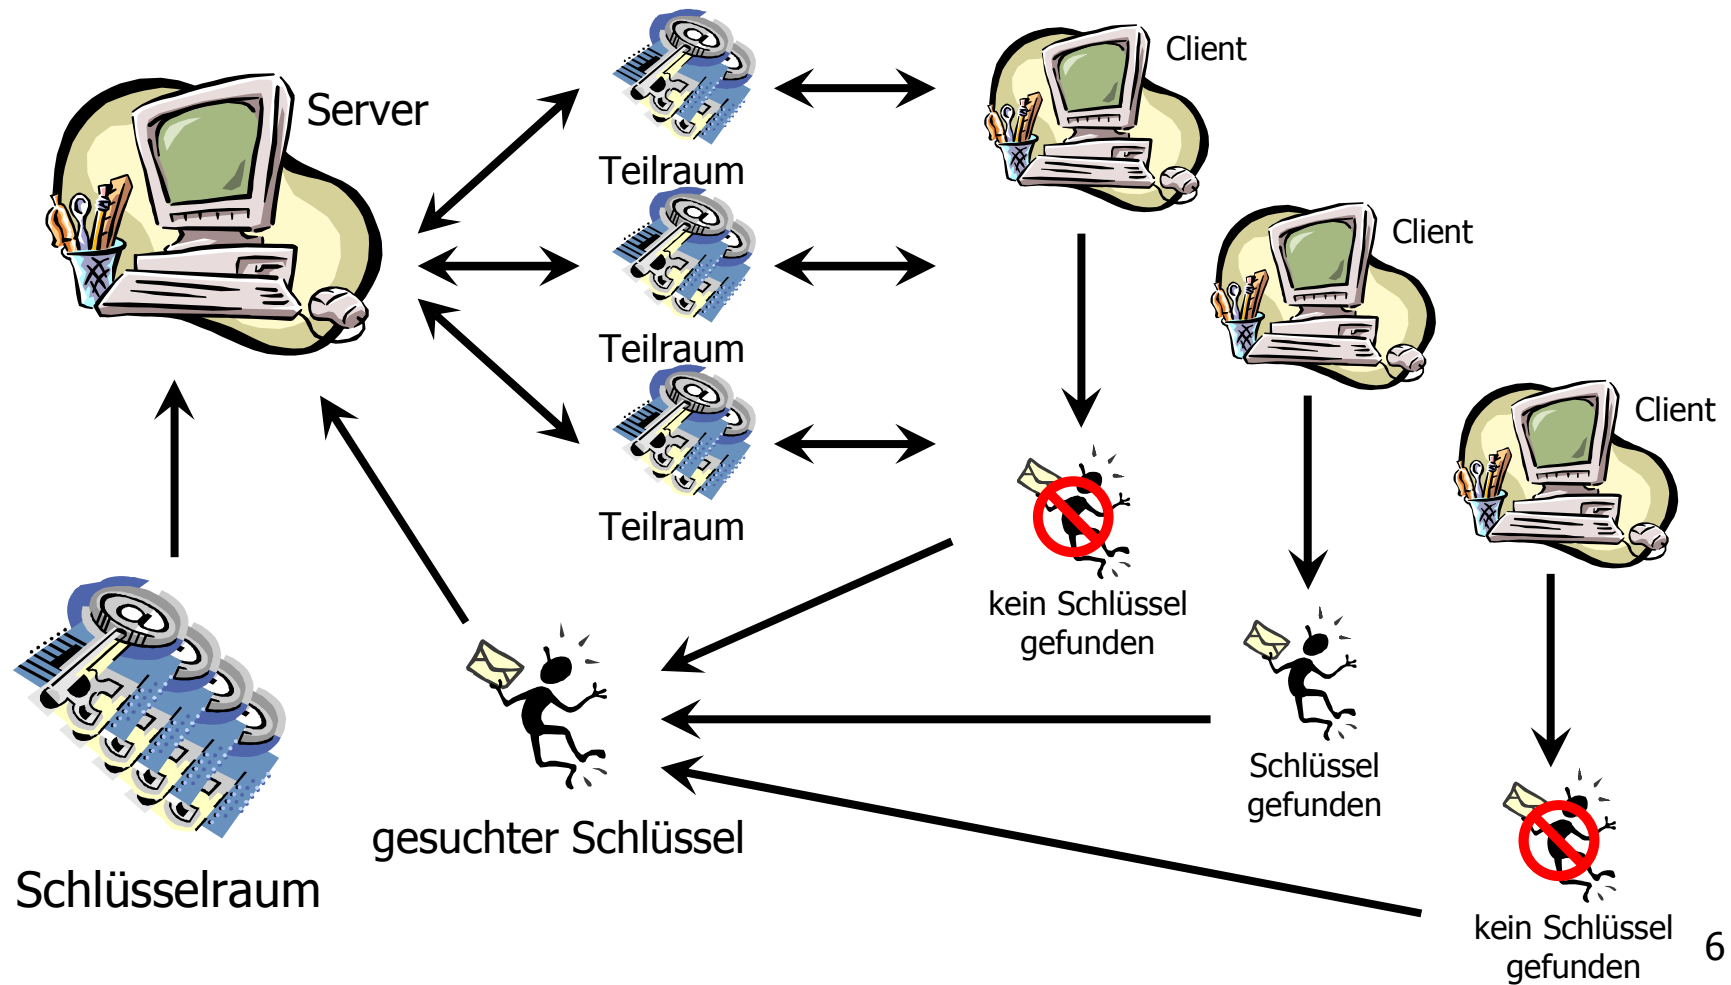 Client
Server
Teilraum
Client
Teilraum
Client
Teilraum
kein Schlüssel
gefunden
Schlüssel
gefunden
gesuchter Schlüssel
Schlüsselraum
kein Schlüssel
gefunden
6